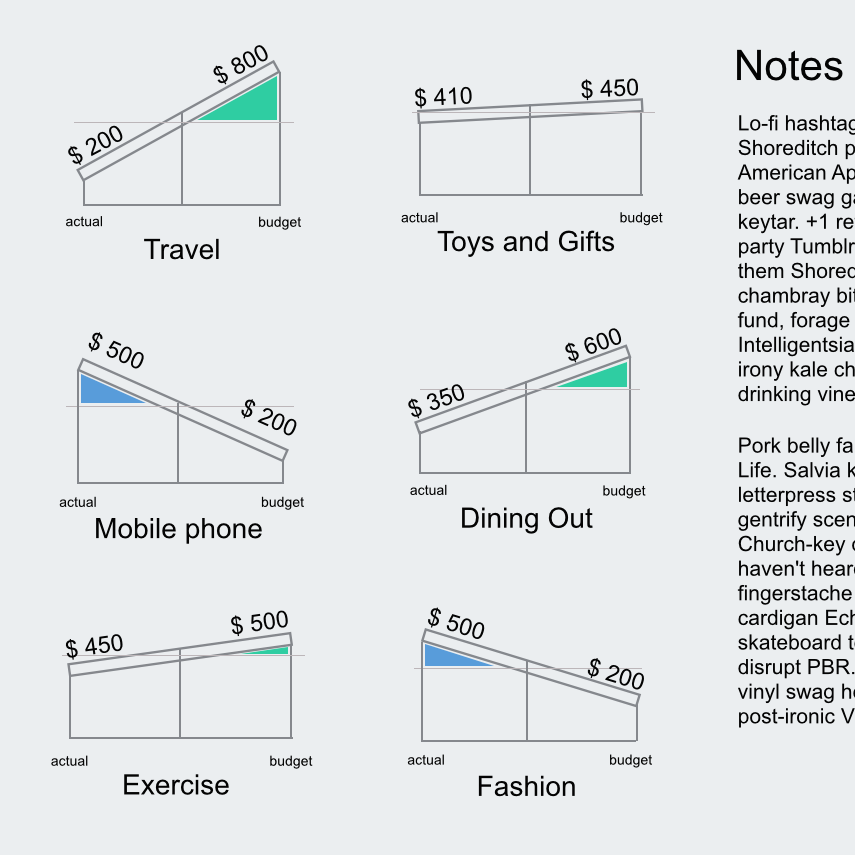 $ 200
$ 800
actual
budget
Travel
$ 410
$ 450
actual
budget
Toys and Gifts
$ 500
$ 200
actual
budget
Mobile phone
$ 350
$ 600
actual
budget
Dining Out
$ 450
$ 500
actual
budget
Exercise
$ 500
$ 200
actual
budget
Fashion
Notes
Lo-fi hashtag
Shoreditch p
American Ap
beer swag ga
keytar. +1 re
party Tumblr
them Shored
chambray bit
fund, forage
Intelligentsia
irony kale ch
drinking vine
Pork belly fa
Life. Salvia k
letterpress st
gentrify scen
Church-key c
haven't heard
fingerstache
cardigan Ech
skateboard to
disrupt PBR.
vinyl swag he
post-ironic V